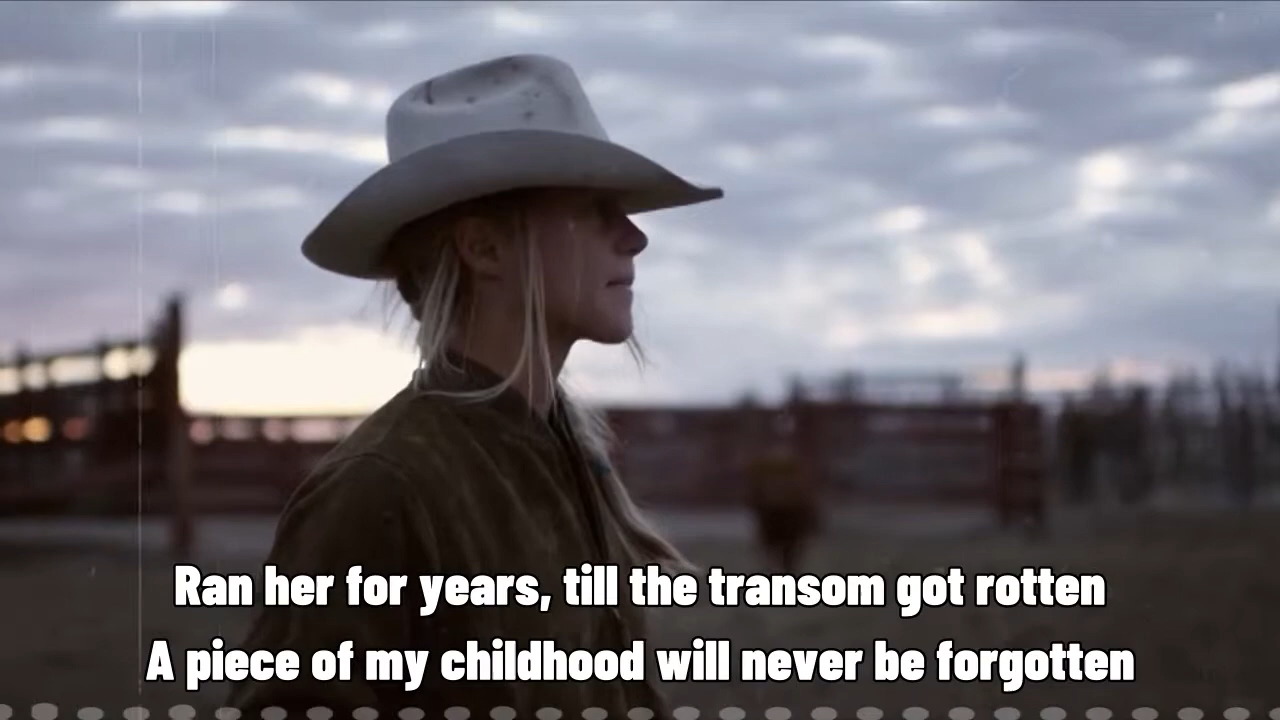 Ran her for years, till the transom got rotten
A piece of my childhood will never be forgotten